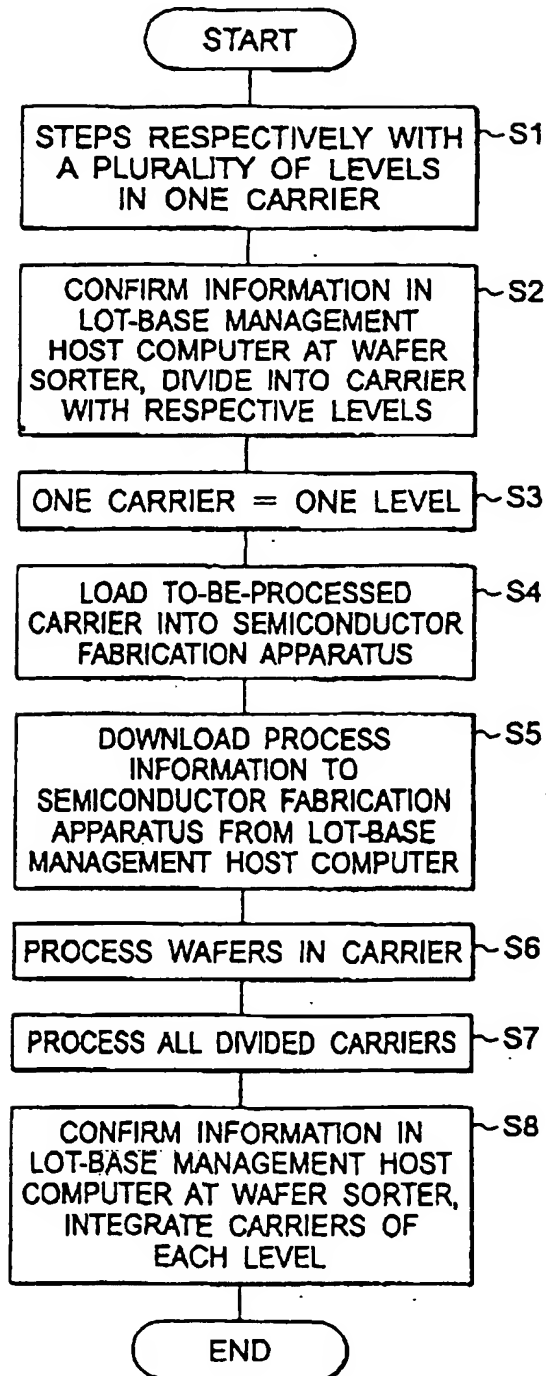 START
STEPS RESPECTIVELY WITH
A PLURALITY OF LEVELS
IN ONE CARRIER
S1
CONFIRM INFORMATION IN
LOT-BASE MANAGEMENT
HOST COMPUTER AT WAFER
SORTER, DIVIDE INTO CARRIER
WITH RESPECTIVE LEVELS
S2
ONE CARRIER = ONE LEVEL
S3
LOAD TO-BE-PROCESSED
CARRIER INTO SEMICONDUCTOR
FABRICATION APPARATUS
S4
DOWNLOAD PROCESS
INFORMATION TO
SEMICONDUCTOR FABRICATION
APPARATUS FROM LOT-BASE
MANAGEMENT HOST COMPUTER
S5
PROCESS WAFERS IN CARRIER
S6
PROCESS ALL DIVIDED CARRIERS
S7
CONFIRM INFORMATION IN
LOT-BASE MANAGEMENT HOST
COMPUTER AT WAFER SORTER,
INTEGRATE CARRIERS OF
EACH LEVEL
S8
END